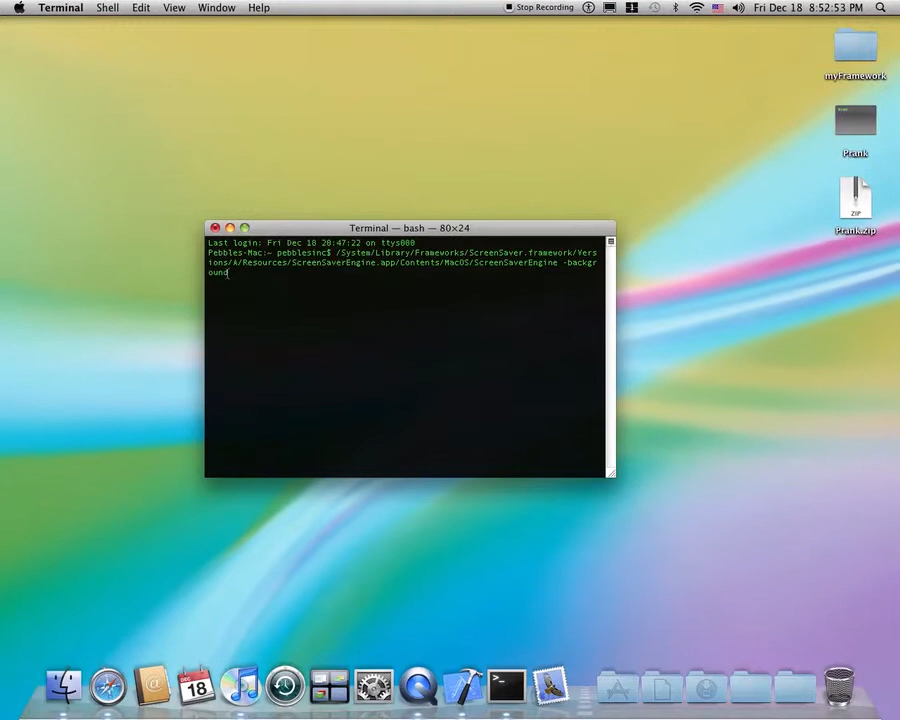 Terminal Shell Edit View Window Help Stop Recording Fri Dec 18 8:52:53 PM
myFramework
Prank
ZIP
Prank.zip
Terminal — bash — 80×24
Last login: Fri Dec 18 20:47:22 on ttys000
Pebbles-Mac:~ pebblesinc$ /System/Library/Frameworks/ScreenSaver.framework/Vers
ions/A/Resources/ScreenSaverEngine.app/Contents/MacOS/ScreenSaverEngine -backgr
ound
DEC
18